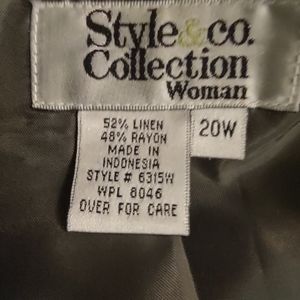 Style&co.
Collection
Woman
52% LINEN
48% RAYON
MADE IN
INDONESIA
STYLE # 6315W
WPL 8046
OVER FOR CARE
20W